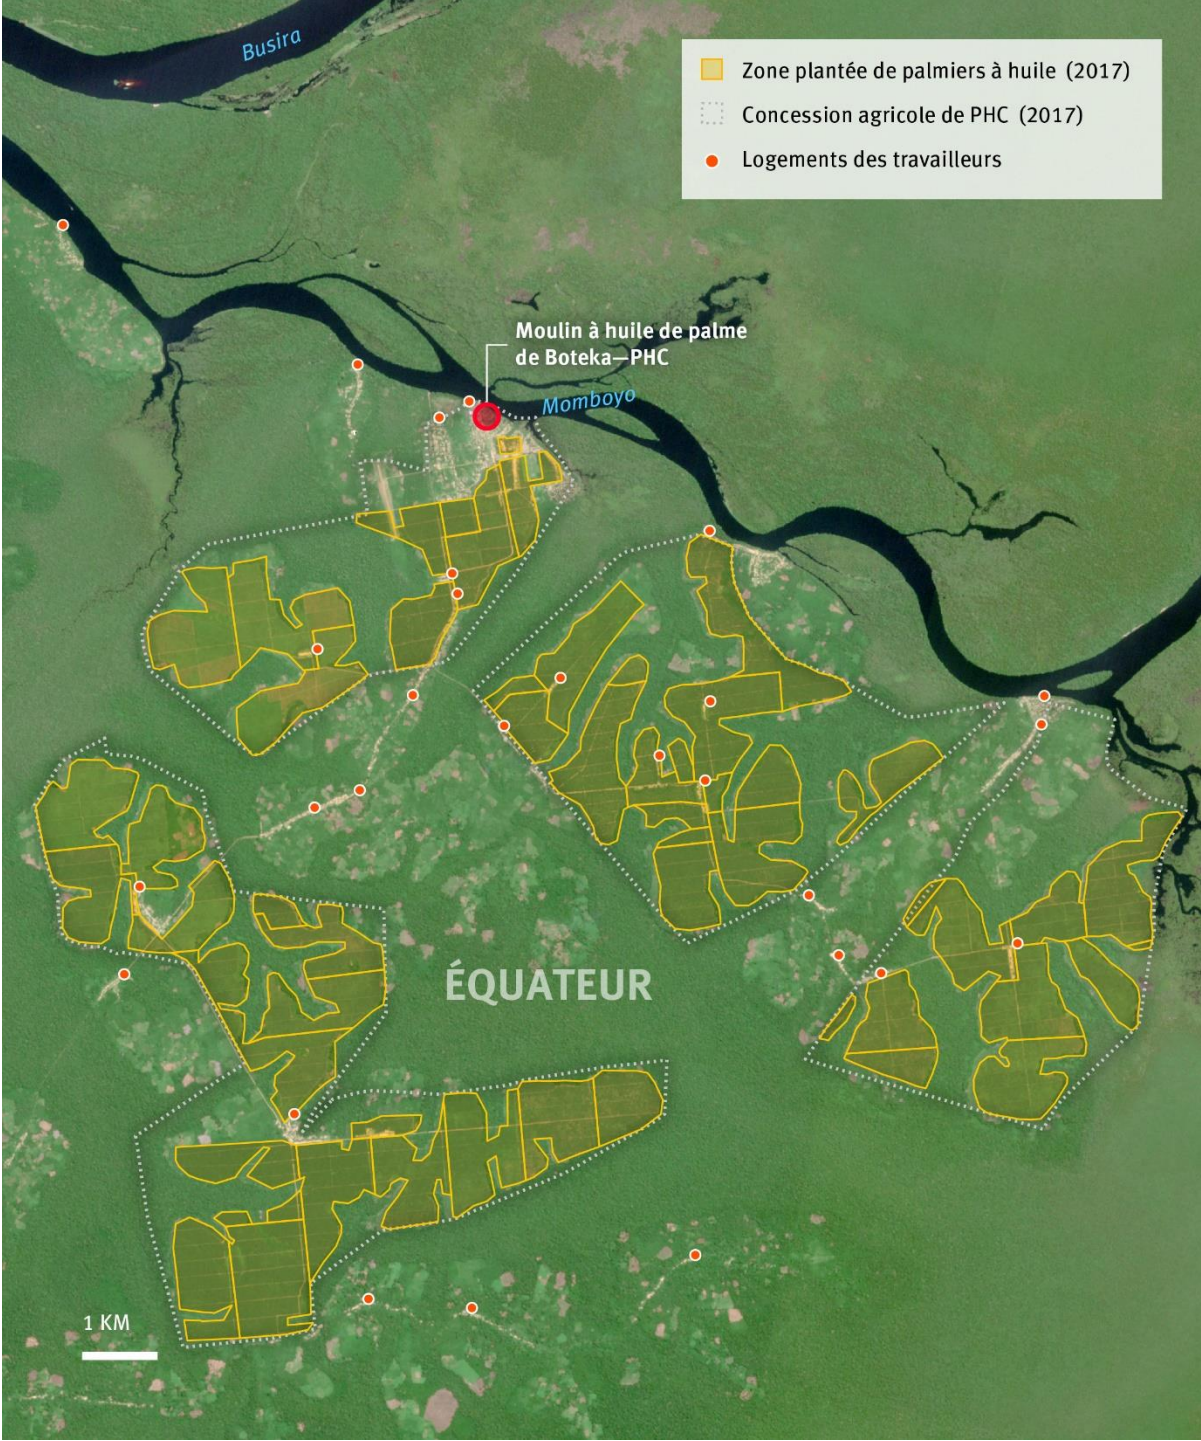 Busira
Zone plantée de palmiers à huile (2017)
Concession agricole de PHC (2017)
Logements des travailleurs
Moulin à huile de palme
de Boteka—PHC
Momboyo
ÉQUATEUR
1 KM